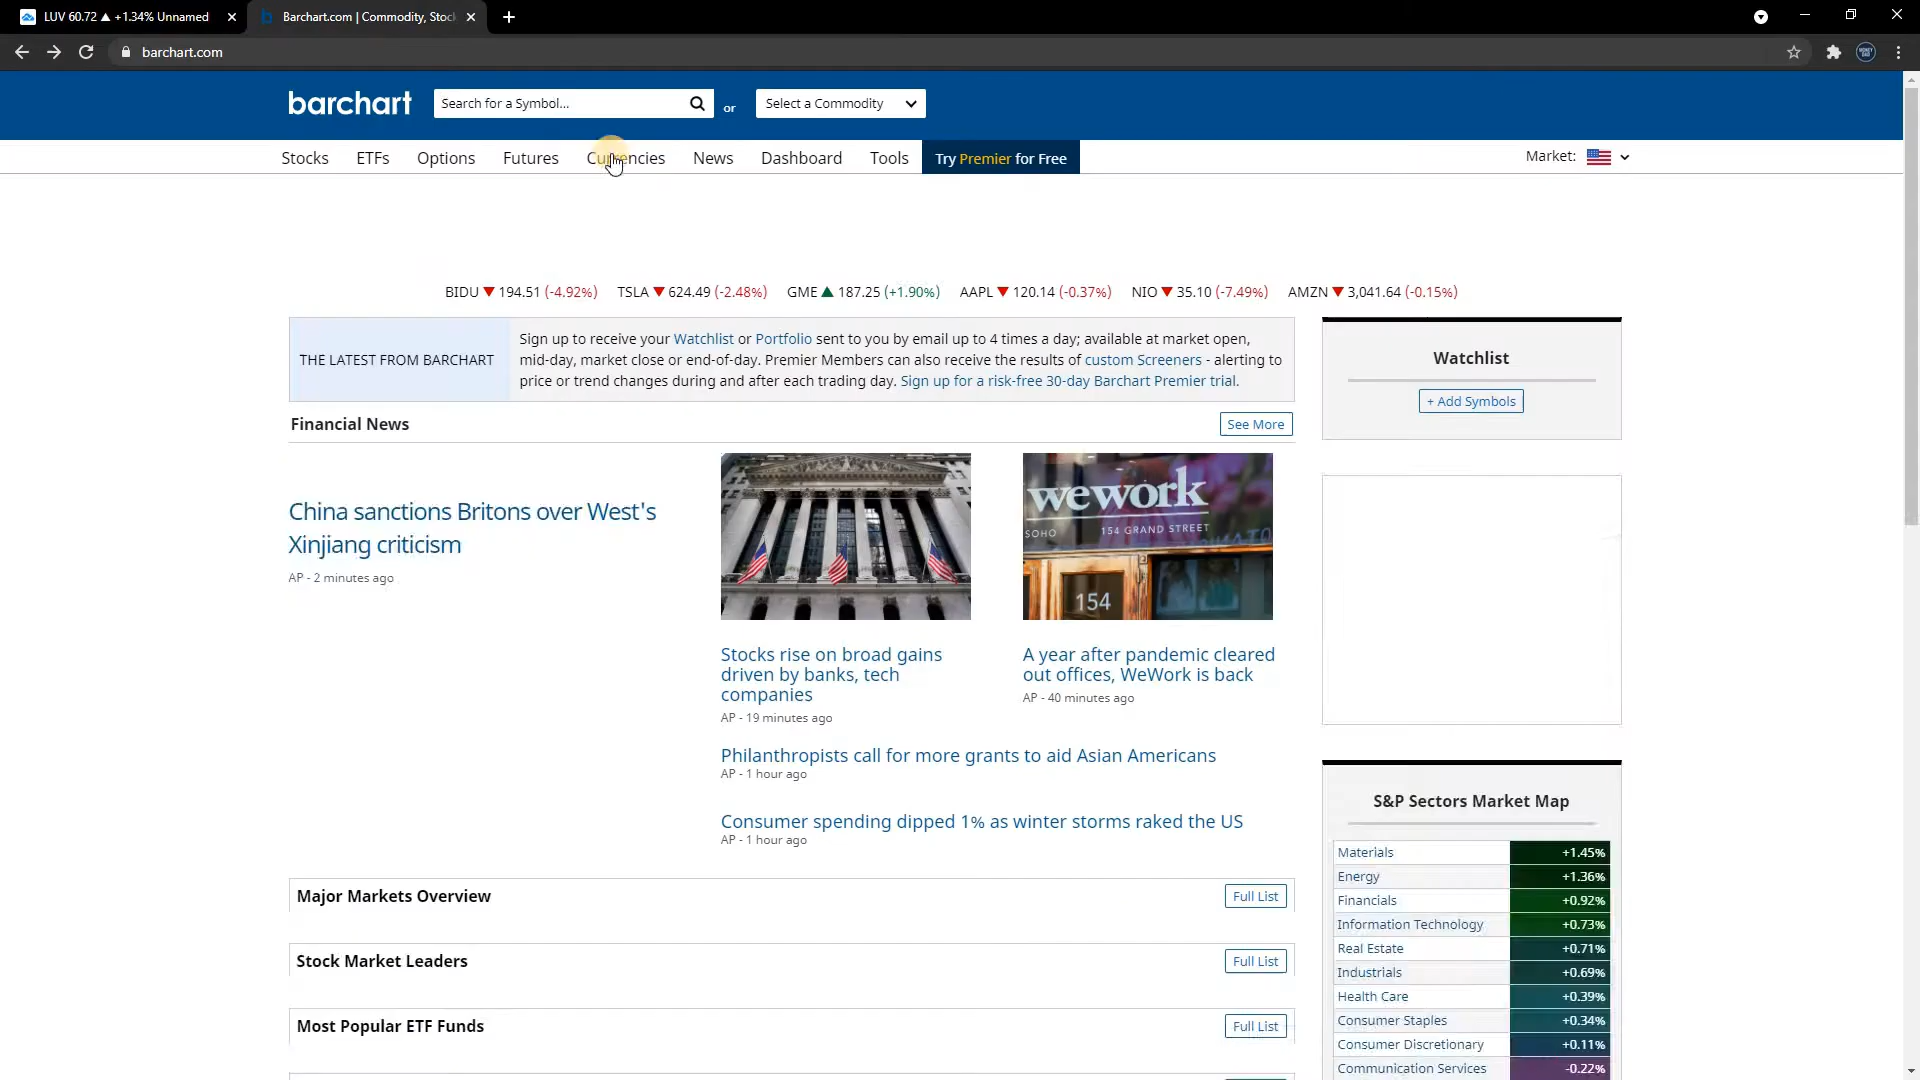 LUV 60.72 ▲ +1.34% Unnamed
Barchart.com | Commodity, Stoc
barchart.com
barchart
Search for a Symbol...
or
Select a Commodity
Stocks
ETFs
Options
Futures
Currencies
News
Dashboard
Tools
Try Premier for Free
Market:
BIDU ▼ 194.51 (-4.92%)
TSLA ▼ 624.49 (-2.48%)
GME ▲ 187.25 (+1.90%)
AAPL ▼ 120.14 (-0.37%)
NIO ▼ 35.10 (-7.49%)
AMZN ▼ 3,041.64 (-0.15%)
THE LATEST FROM BARCHART
Sign up to receive your Watchlist or Portfolio sent to you by email up to 4 times a day; available at market open,
mid-day, market close or end-of-day. Premier Members can also receive the results of custom Screeners - alerting to
price or trend changes during and after each trading day. Sign up for a risk-free 30-day Barchart Premier trial.
Financial News
See More
China sanctions Britons over West's
Xinjiang criticism
AP - 2 minutes ago
Stocks rise on broad gains
driven by banks, tech
companies
AP - 19 minutes ago
wework
SOHO
154 GRAND STREET
154
A year after pandemic cleared
out offices, WeWork is back
AP - 40 minutes ago
Philanthropists call for more grants to aid Asian Americans
AP - 1 hour ago
Consumer spending dipped 1% as winter storms raked the US
AP - 1 hour ago
Major Markets Overview
Full List
Stock Market Leaders
Full List
Most Popular ETF Funds
Full List
Watchlist
+ Add Symbols
S&P Sectors Market Map
Materials +1.45%
Energy +1.36%
Financials +0.92%
Information Technology +0.73%
Real Estate +0.71%
Industrials +0.69%
Health Care +0.39%
Consumer Staples +0.34%
Consumer Discretionary +0.11%
Communication Services -0.22%